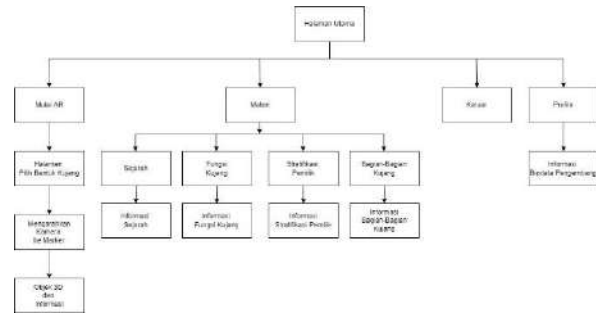 Halaman Utama
Mulai AR
Materi
Profile
Halaman
Pilih Bentuk Kujang
Sejarah
Fungsi
Kujang
Stratifikasi
Pemilik
Bagian-Bagian
Kujang
Informasi
Biodata Pengembang
Mengarahkan
Kamera
ke Marker
Informasi
Sejarah
Informasi
Fungsi Kujang
Informasi
Stratifikasi Pemilik
Informasi
Bagian-Bagian
Kujang
Objek 3D
dan
Informasi